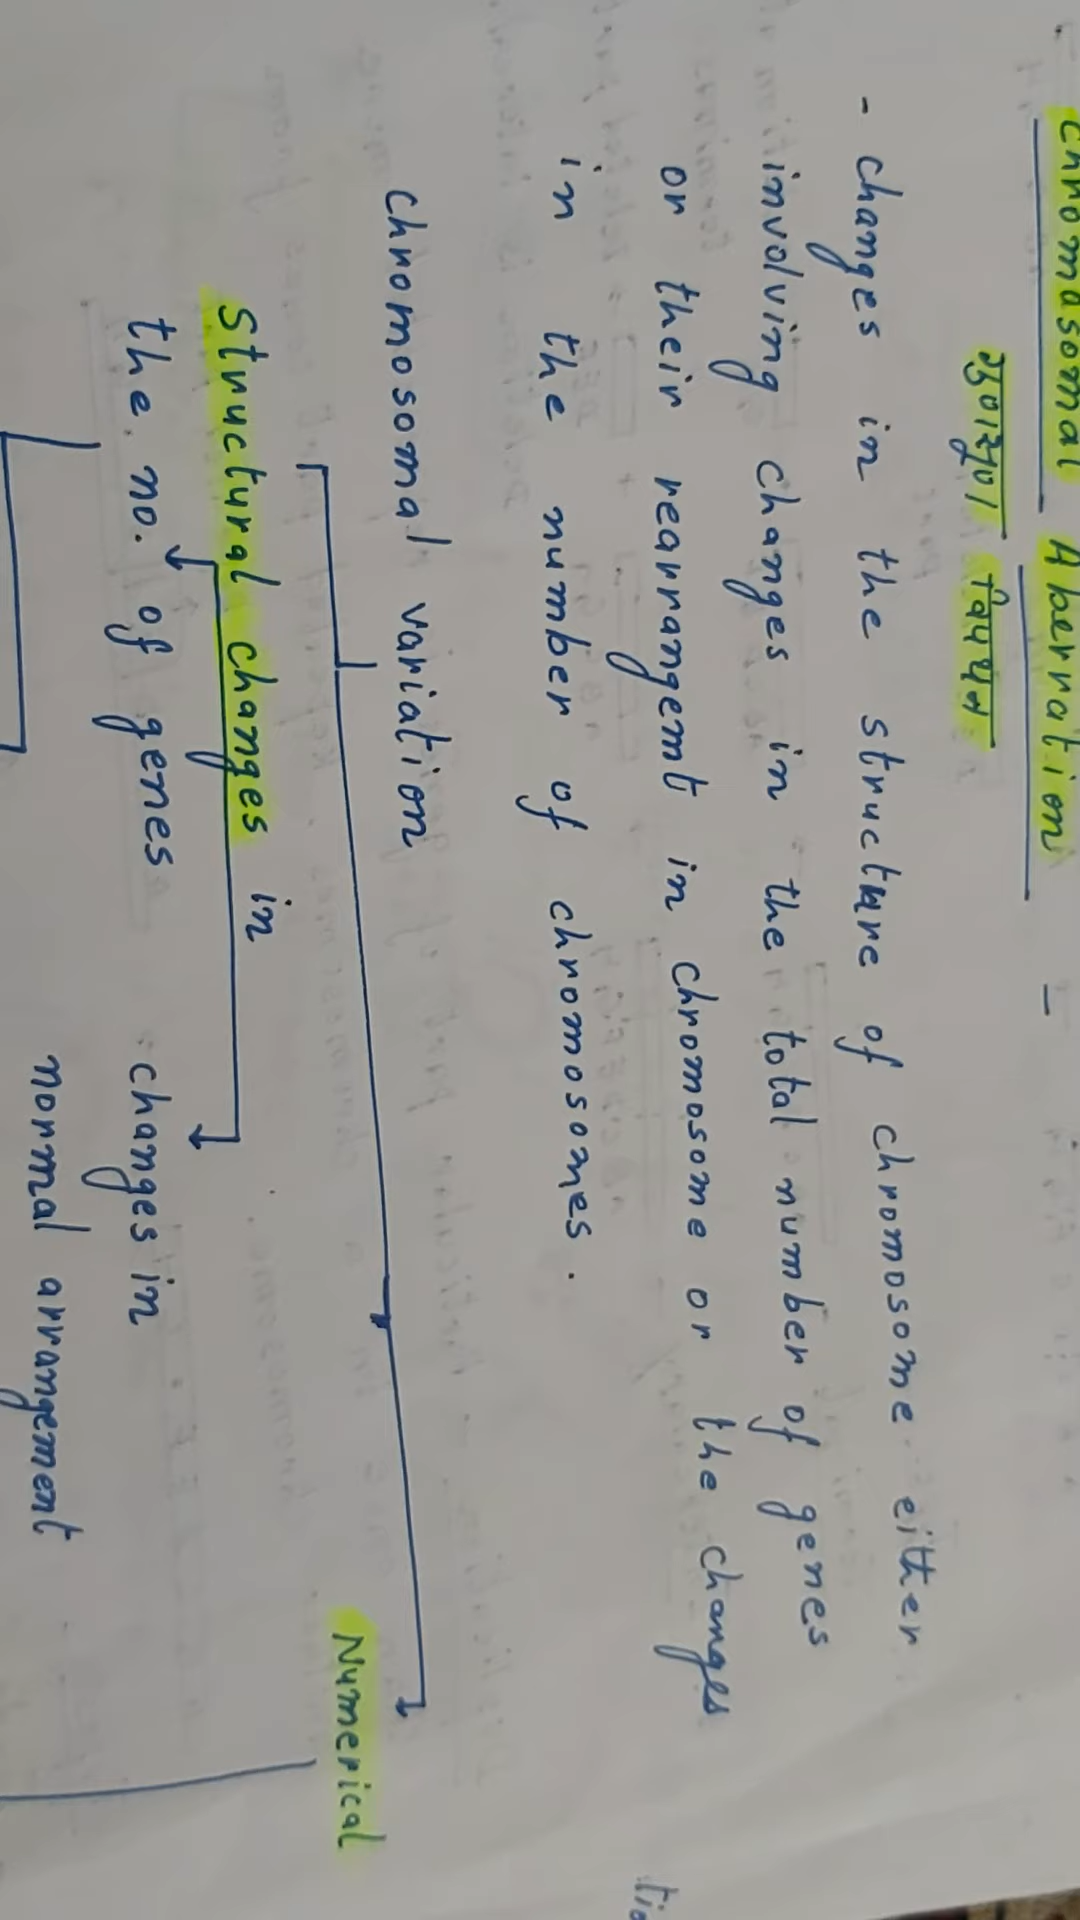 Chromosomal Aberration -
गुणसूत्र विपथन
- changes in the structure of chromosome either
involving changes in the total number of genes
or their rearrangemt in chromosome or the changes
in the number of chromosomes.
chromosomal variation
Numerical
Structural changes in
the no. of genes
changes in
normal arrangement